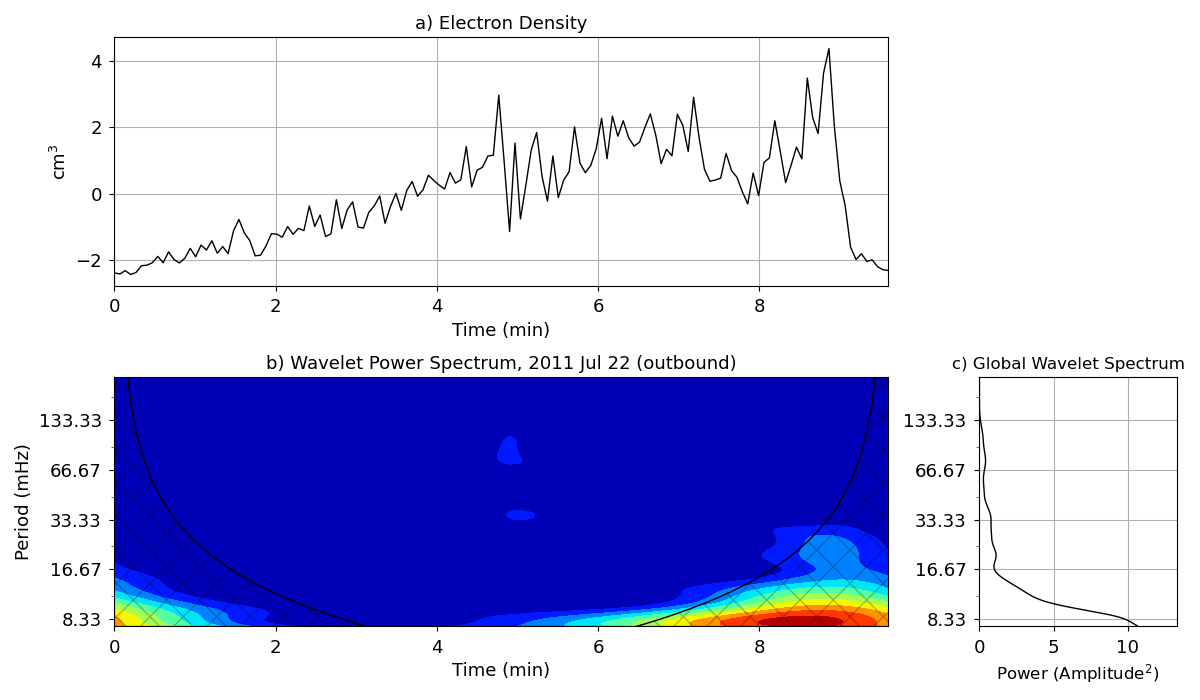 a) Electron Density
4
2
0
−2
cm³
0 2 4 6 8
Time (min)
b) Wavelet Power Spectrum, 2011 Jul 22 (outbound)
133.33
66.67
33.33
16.67
8.33
Period (mHz)
0 2 4 6 8
Time (min)
c) Global Wavelet Spectrum
133.33
66.67
33.33
16.67
8.33
0 5 10
Power (Amplitude²)